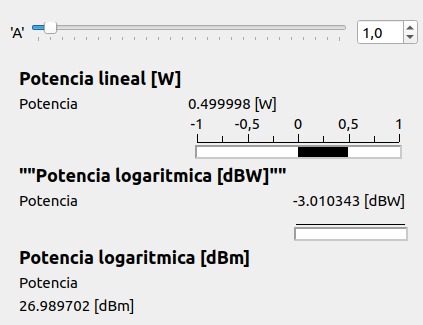 'A' 1,0
Potencia lineal [W]
Potencia 0.499998 [W]
-1 -0,5 0 0,5 1
""Potencia logaritmica [dBW]""
Potencia -3.010343 [dBW]
Potencia logaritmica [dBm]
Potencia
26.989702 [dBm]